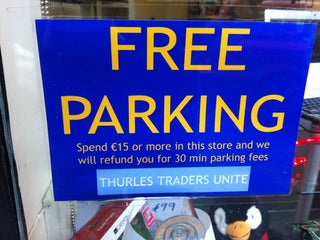 FREE
PARKING
Spend €15 or more in this store and we
will refund you for 30 min parking fees
THURLES TRADERS UNITE
€99